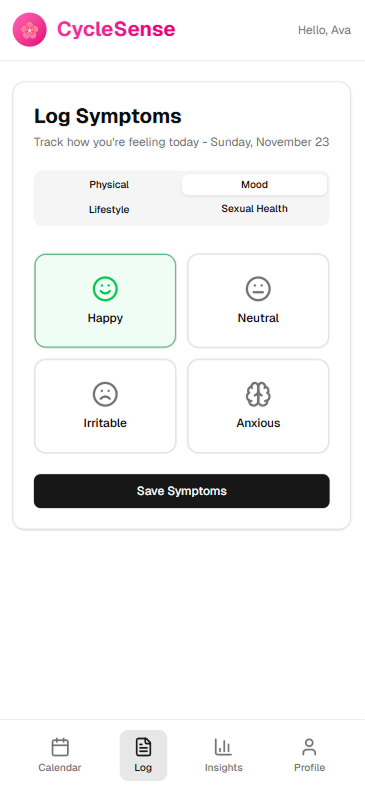 CycleSense
Hello, Ava
Log Symptoms
Track how you're feeling today - Sunday, November 23
Physical
Mood
Lifestyle
Sexual Health
Happy
Neutral
Irritable
Anxious
Save Symptoms
Calendar
Log
Insights
Profile